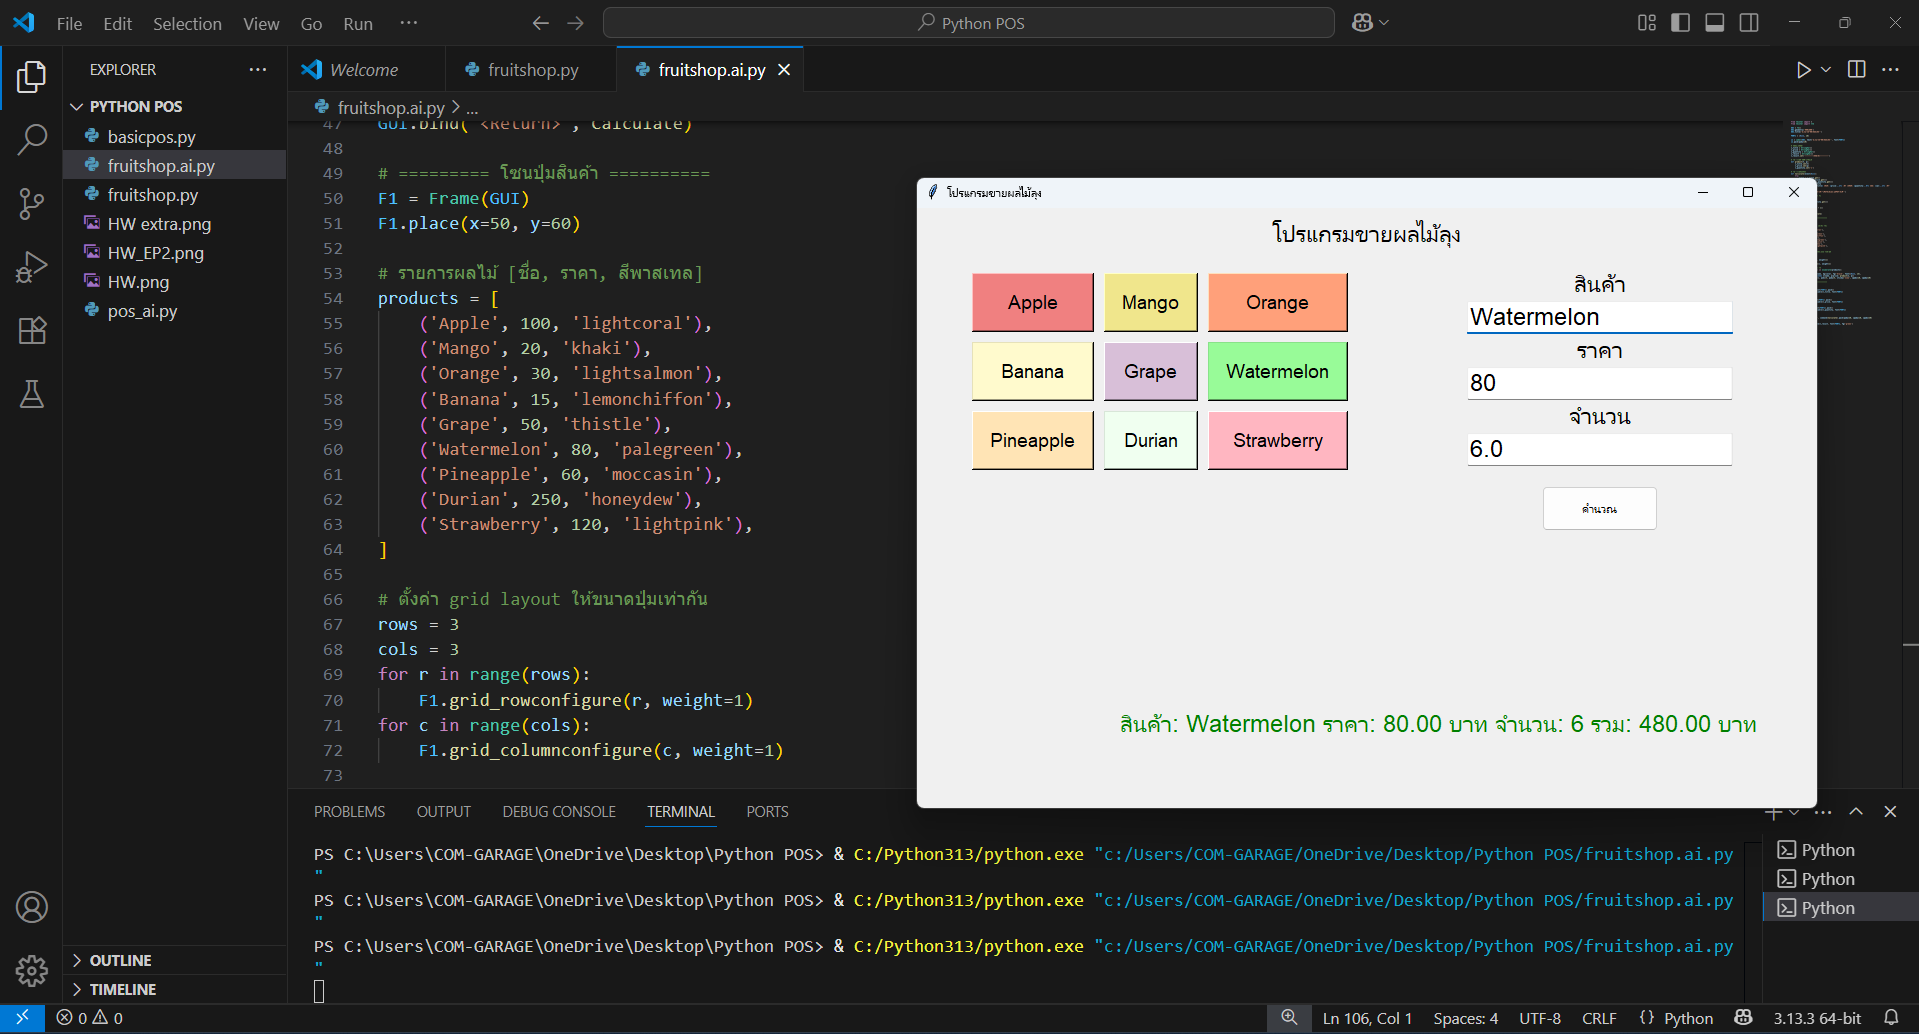 File Edit Selection View Go Run ...
Python POS
EXPLORER
PYTHON POS
basicpos.py
fruitshop.ai.py
fruitshop.py
HW extra.png
HW_EP2.png
HW.png
pos_ai.py
OUTLINE
TIMELINE
Welcome
fruitshop.py
fruitshop.ai.py
fruitshop.ai.py > ...
47 GUI.bind('<Return>', Calculate)
48
49 # ========= โซนปุ่มสินค้า ==========
50 F1 = Frame(GUI)
51 F1.place(x=50, y=60)
52
53 # รายการผลไม้ [ชื่อ, ราคา, สีพาสเทล]
54 products = [
55 ('Apple', 100, 'lightcoral'),
56 ('Mango', 20, 'khaki'),
57 ('Orange', 30, 'lightsalmon'),
58 ('Banana', 15, 'lemonchiffon'),
59 ('Grape', 50, 'thistle'),
60 ('Watermelon', 80, 'palegreen'),
61 ('Pineapple', 60, 'moccasin'),
62 ('Durian', 250, 'honeydew'),
63 ('Strawberry', 120, 'lightpink'),
64 ]
65
66 # ตั้งค่า grid layout ให้ขนาดปุ่มเท่ากัน
67 rows = 3
68 cols = 3
69 for r in range(rows):
70 F1.grid_rowconfigure(r, weight=1)
71 for c in range(cols):
72 F1.grid_columnconfigure(c, weight=1)
73
โปรแกรมขายผลไม้ลุง
โปรแกรมขายผลไม้ลุง
Apple Mango Orange
Banana Grape Watermelon
Pineapple Durian Strawberry
สินค้า
Watermelon
ราคา
80
จำนวน
6.0
คำนวณ
สินค้า: Watermelon ราคา: 80.00 บาท จำนวน: 6 รวม: 480.00 บาท
PROBLEMS OUTPUT DEBUG CONSOLE TERMINAL PORTS
PS C:\Users\COM-GARAGE\OneDrive\Desktop\Python POS> & C:/Python313/python.exe "c:/Users/COM-GARAGE/OneDrive/Desktop/Python POS/fruitshop.ai.py
"
PS C:\Users\COM-GARAGE\OneDrive\Desktop\Python POS> & C:/Python313/python.exe "c:/Users/COM-GARAGE/OneDrive/Desktop/Python POS/fruitshop.ai.py
"
PS C:\Users\COM-GARAGE\OneDrive\Desktop\Python POS> & C:/Python313/python.exe "c:/Users/COM-GARAGE/OneDrive/Desktop/Python POS/fruitshop.ai.py
"
Python
Python
Python
0 0
Ln 106, Col 1 Spaces: 4 UTF-8 CRLF {} Python 3.13.3 64-bit